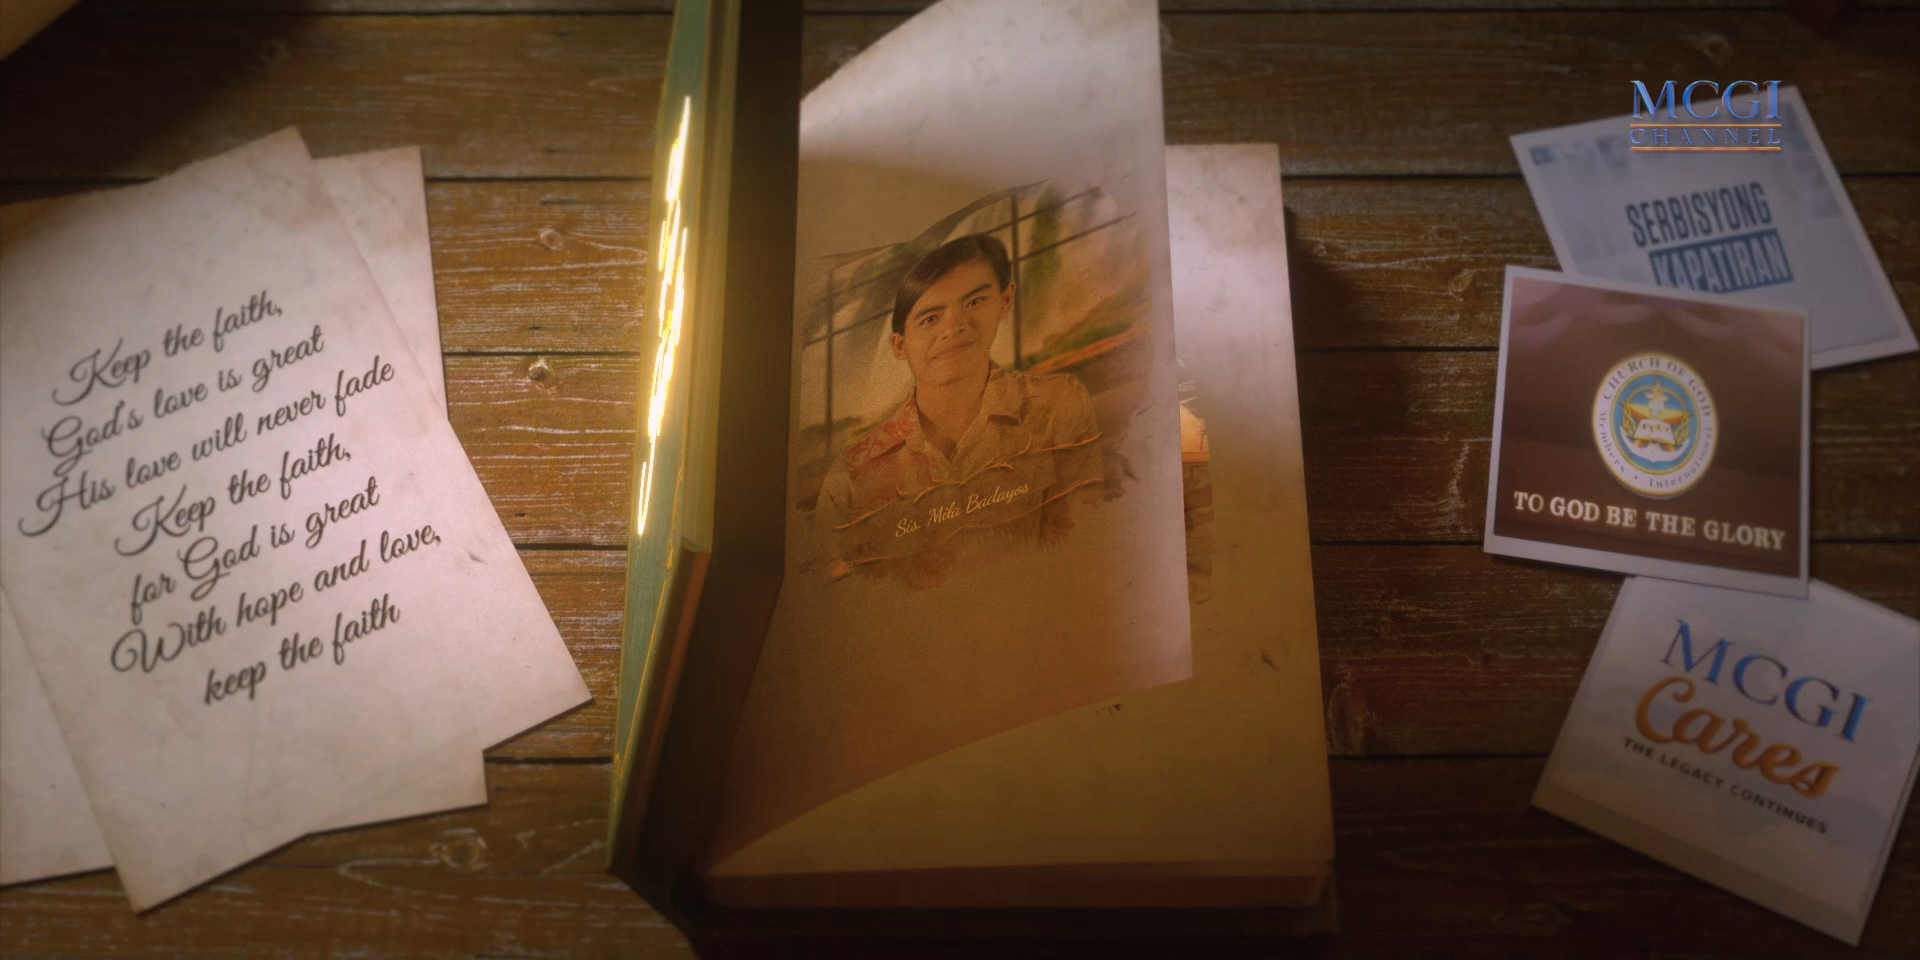 Keep the faith,
God's love is great
His love will never fade
Keep the faith,
for God is great
With hope and love,
keep the faith
Sis. Mila Badayos
MCGI
CHANNEL
SERBISYONG
KAPATIRAN
CHURCH OF GOD
Members International
TO GOD BE THE GLORY
MCGI
Cares
THE LEGACY CONTINUES